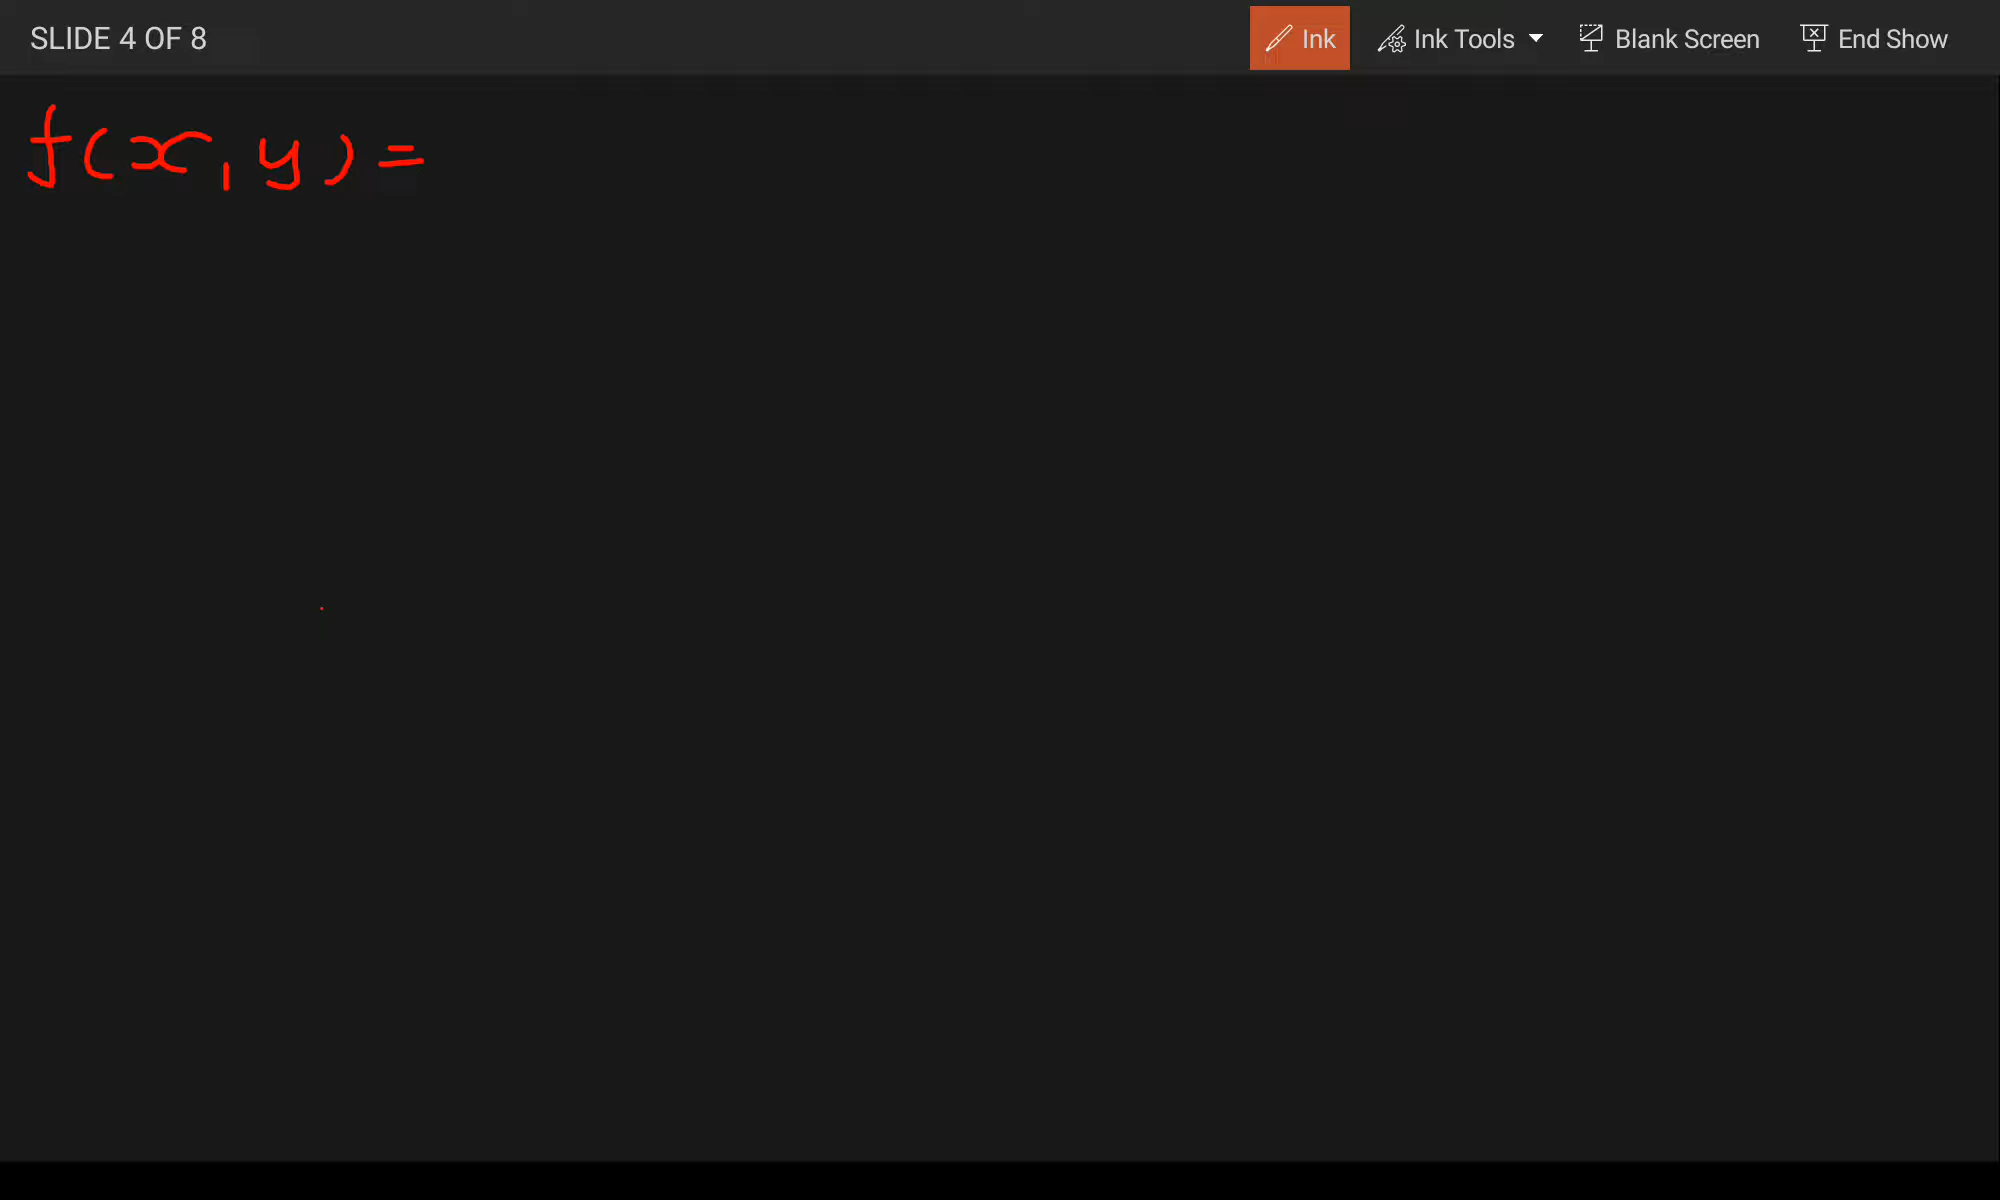 SLIDE 4 OF 8 Ink Ink Tools Blank Screen End Show
f(x,y)=